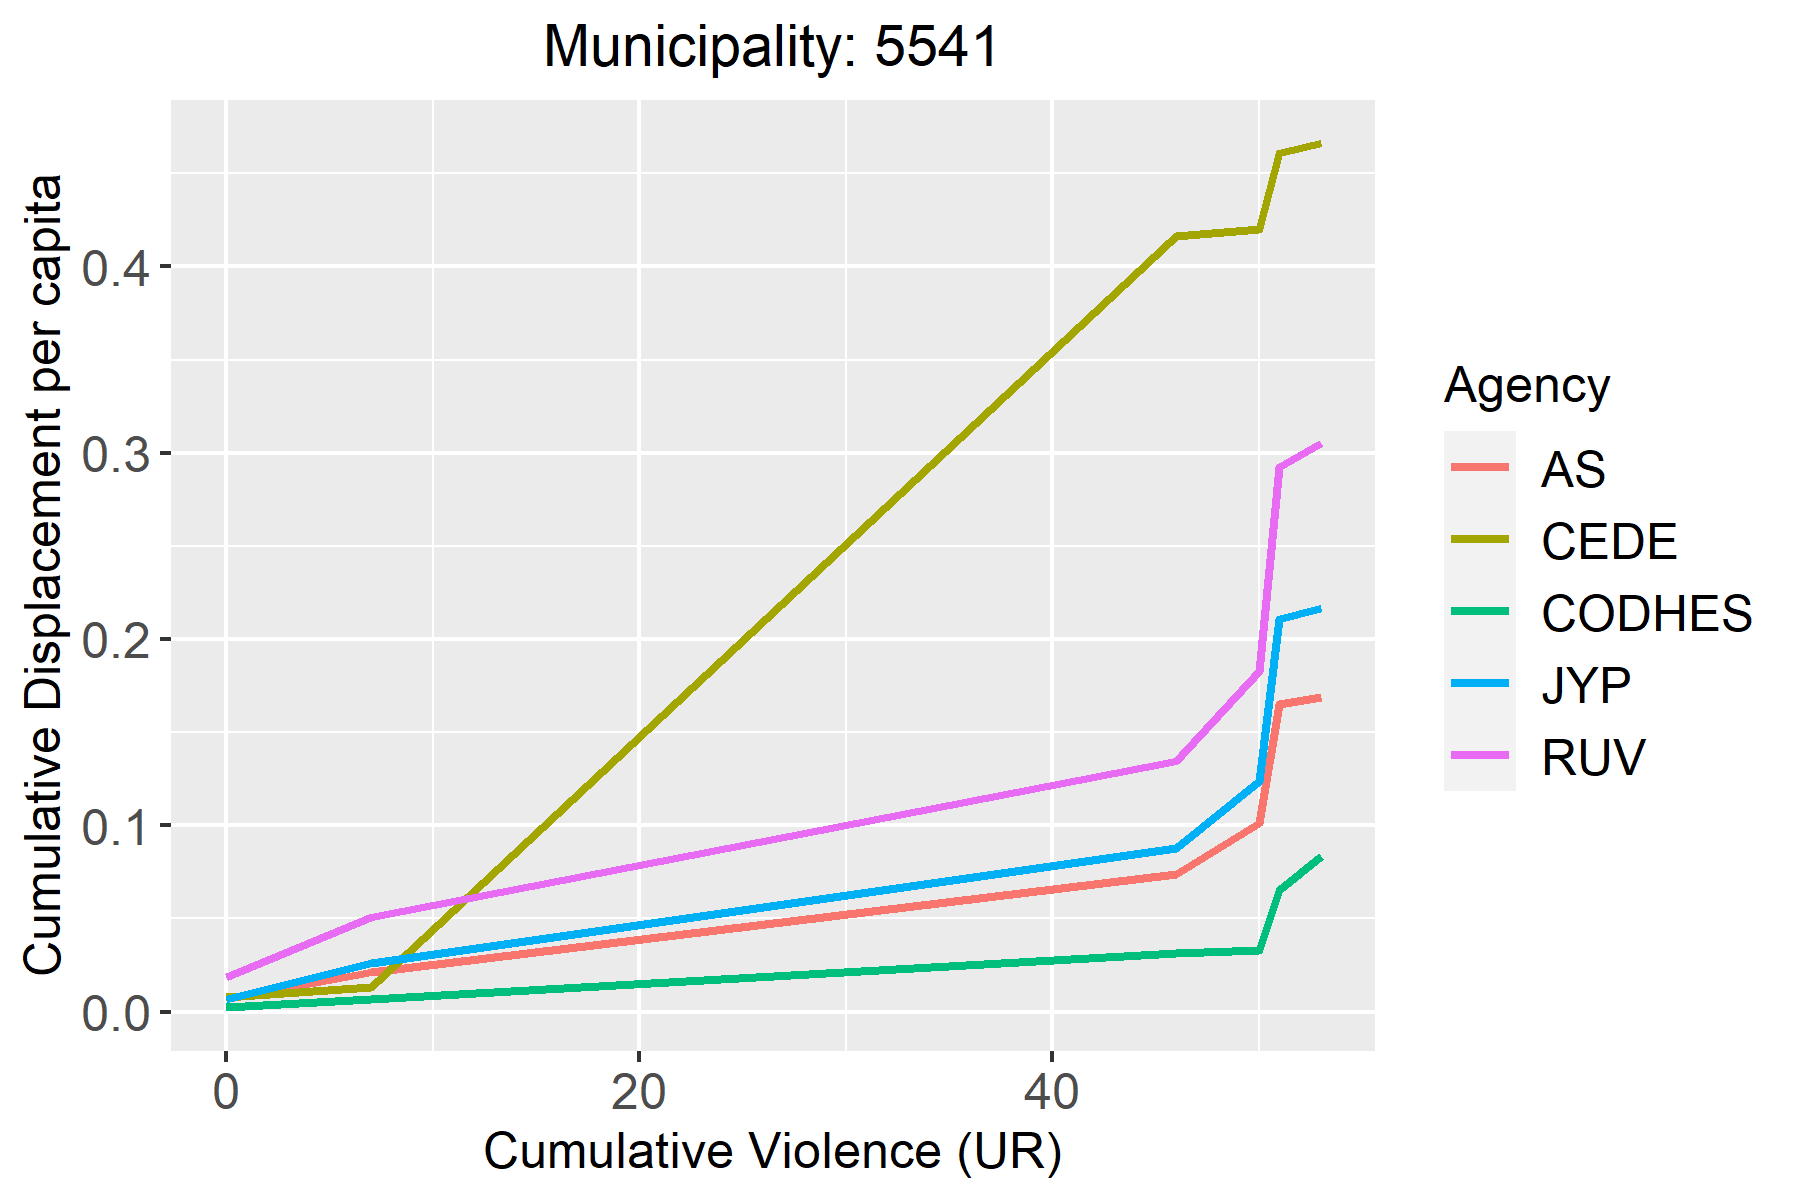 Municipality: 5541
Cumulative Displacement per capita
0.4
0.3
0.2
0.1
0.0
0
20
40
Cumulative Violence (UR)
Agency
AS
CEDE
CODHES
JYP
RUV